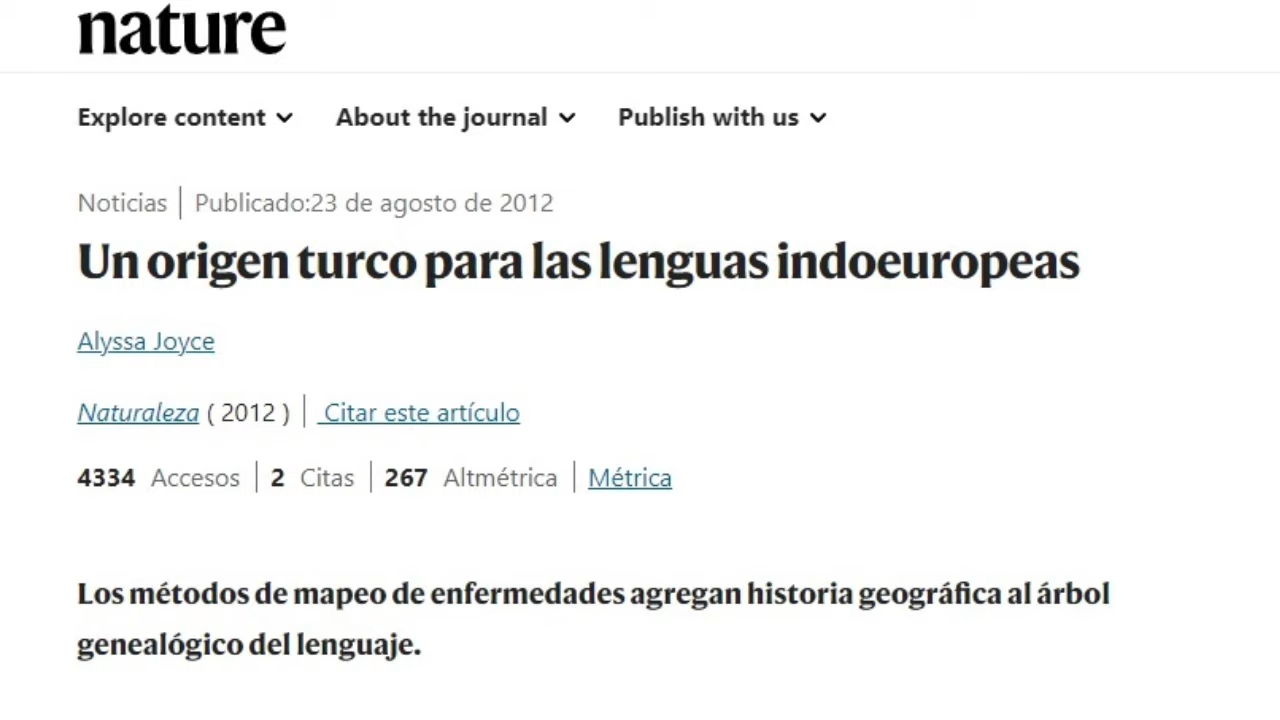 nature
Explore content About the journal Publish with us
Noticias | Publicado:23 de agosto de 2012
Un origen turco para las lenguas indoeuropeas
Alyssa Joyce
Naturaleza ( 2012 ) | Citar este artículo
4334 Accesos | 2 Citas | 267 Altmétrica | Métrica
Los métodos de mapeo de enfermedades agregan historia geográfica al árbol
genealógico del lenguaje.